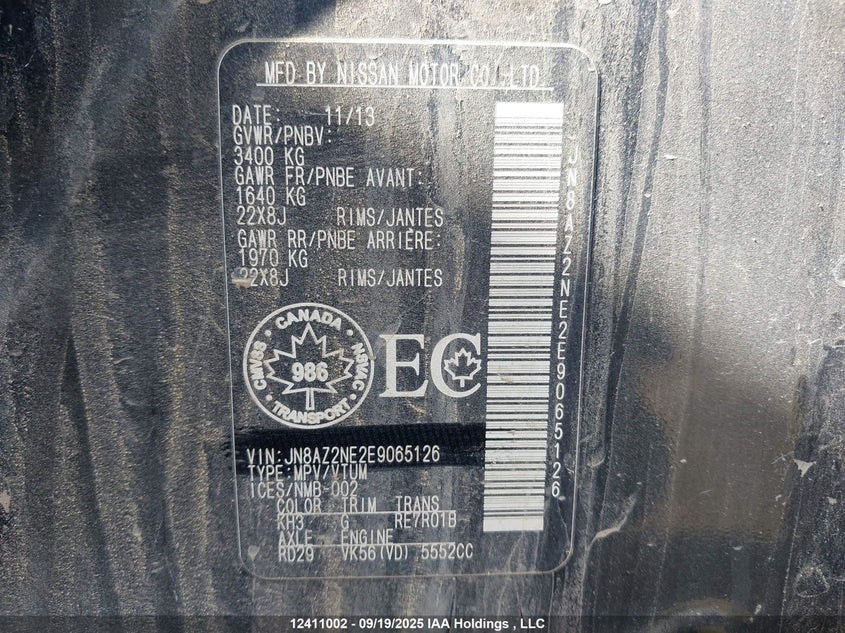 MFD BY NISSAN MOTOR CO.,LTD.
DATE: 11/13
GVWR/PNBV:
3400 KG
GAWR FR/PNBE AVANT:
1640 KG
22X8J RIMS/JANTES
GAWR RR/PNBE ARRIÈRE:
1970 KG
22X8J RIMS/JANTES
CANADA
CMVSS NSVAC
986
TRANSPORT
EC
VIN:JN8AZ2NE2E9065126
TYPE:MPV/VTUM
ICES/NMB-002
COLOR TRIM TRANS
KH3 G RE7R01B
AXLE ENGINE
RD29 VK56(VD) 5552CC
JN8AZ2NE2E9065126
12411002 - 09/19/2025 IAA Holdings , LLC